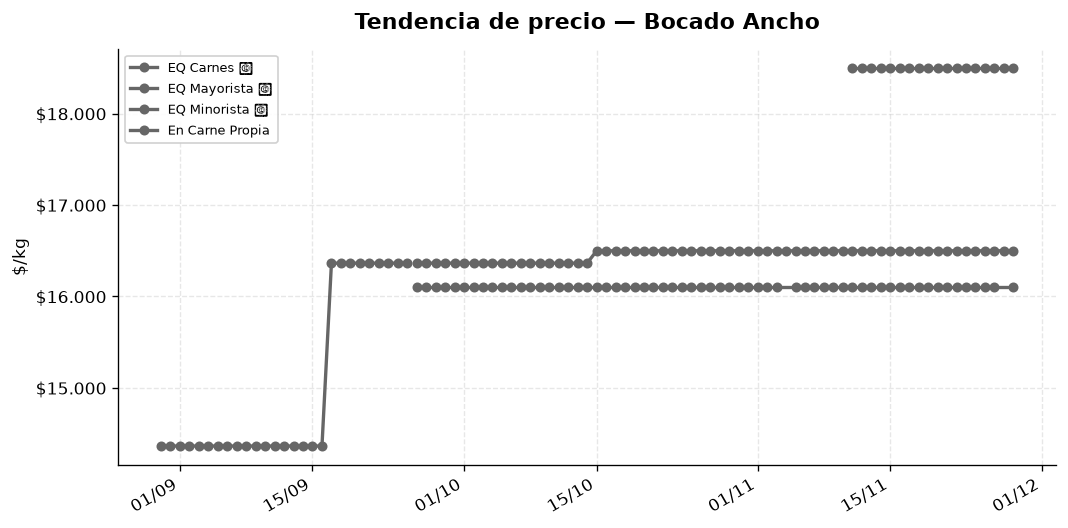 Tendencia de precio — Bocado Ancho
EQ Carnes
EQ Mayorista
EQ Minorista
En Carne Propia
$/kg
$18.000
$17.000
$16.000
$15.000
01/09
15/09
01/10
15/10
01/11
15/11
01/12